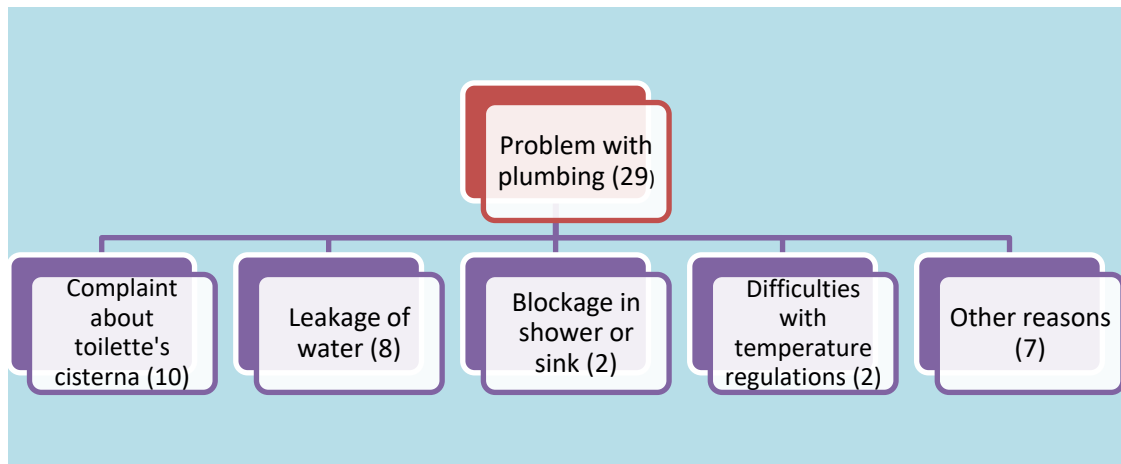 Problem with
plumbing (29)
Complaint
about
toilette's
cisterna (10)
Leakage of
water (8)
Blockage in
shower or
sink (2)
Difficulties
with
temperature
regulations (2)
Other reasons
(7)